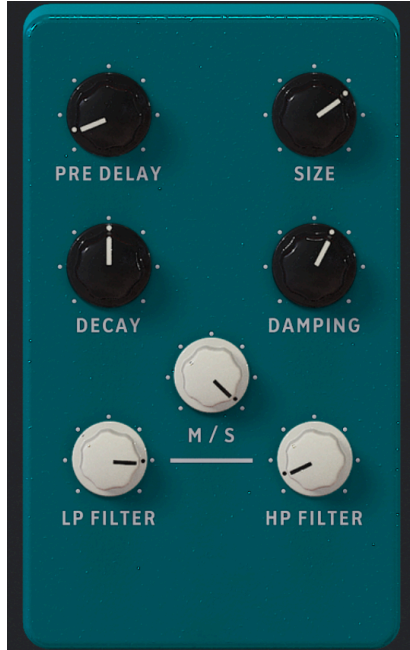 PRE DELAY
SIZE
DECAY
DAMPING
M / S
LP FILTER
HP FILTER